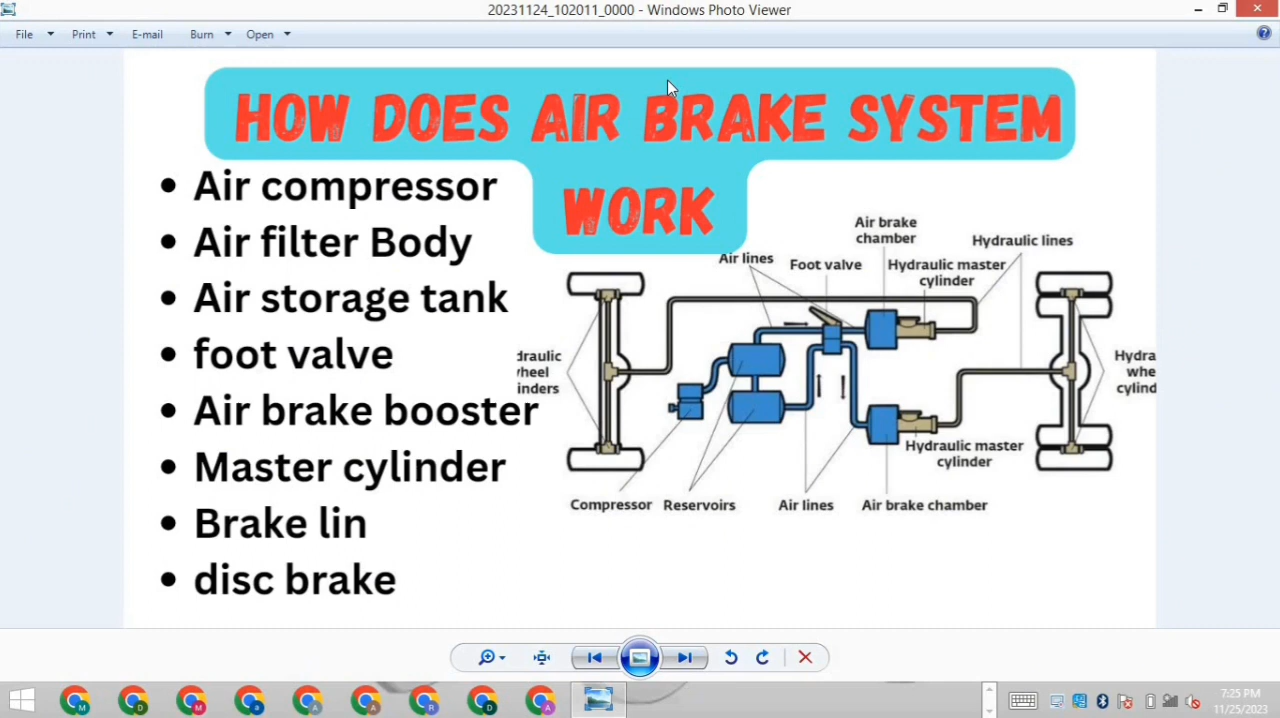 20231124_102011_0000 - Windows Photo Viewer
File
Print
E-mail
Burn
Open
HOW DOES AIR BRAKE SYSTEM
WORK
• Air compressor
• Air filter Body
• Air storage tank
• foot valve
• Air brake booster
• Master cylinder
• Brake lin
• disc brake
Air brake
chamber
Hydraulic lines
Air lines
Foot valve
Hydraulic master
cylinder
draulic
heel
inders
Hydra
whe
cylind
Hydraulic master
cylinder
Compressor
Reservoirs
Air lines
Air brake chamber
M
D
M
a
A
A
R
D
A
7:25 PM
11/25/2023